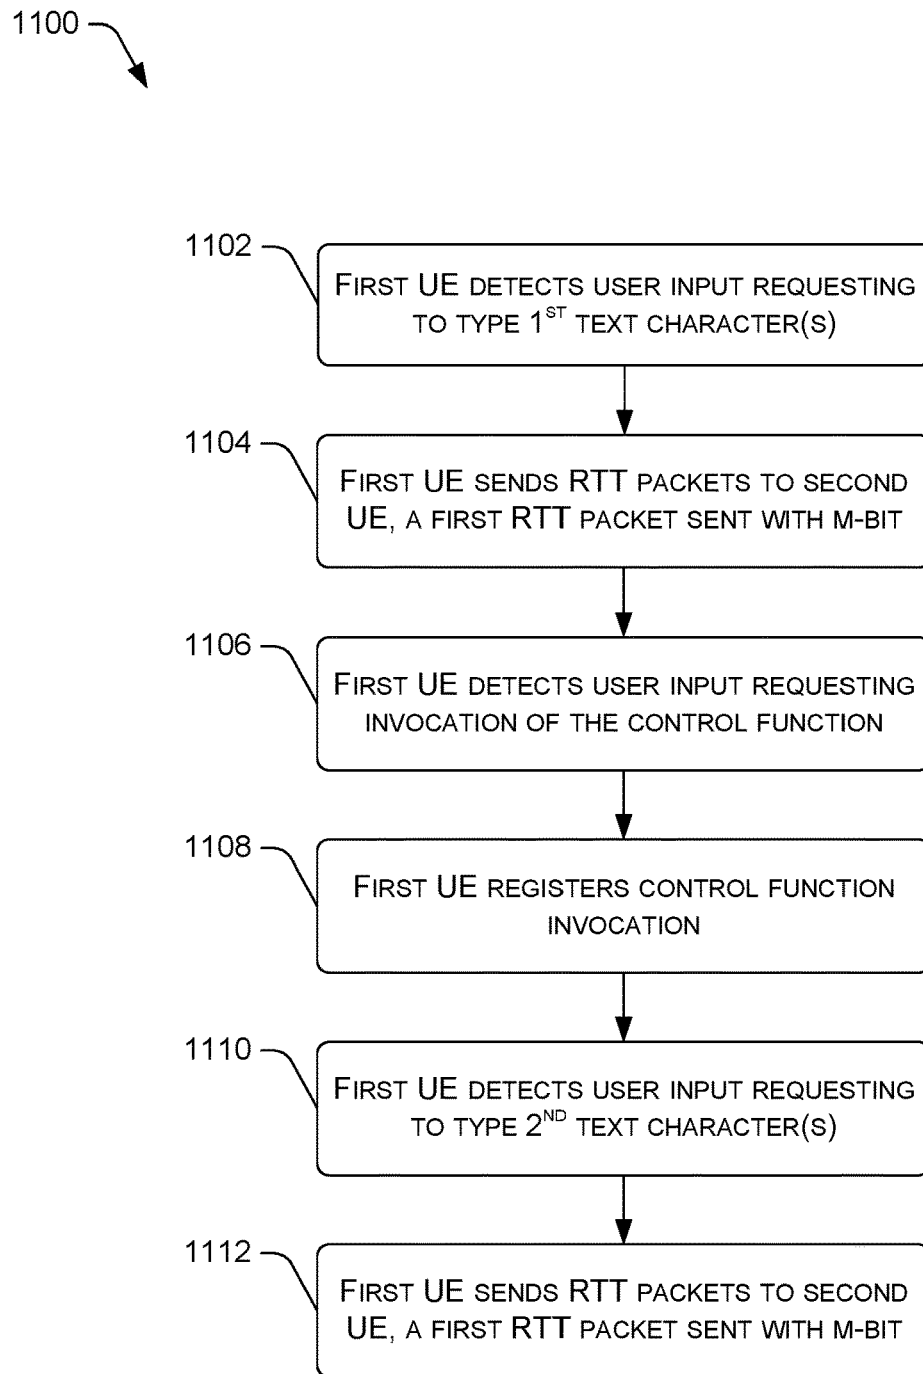 1100
1102
FIRST UE DETECTS USER INPUT REQUESTING
TO TYPE 1ST TEXT CHARACTER(S)
1104
FIRST UE SENDS RTT PACKETS TO SECOND
UE, A FIRST RTT PACKET SENT WITH M-BIT
1106
FIRST UE DETECTS USER INPUT REQUESTING
INVOCATION OF THE CONTROL FUNCTION
1108
FIRST UE REGISTERS CONTROL FUNCTION
INVOCATION
1110
FIRST UE DETECTS USER INPUT REQUESTING
TO TYPE 2ND TEXT CHARACTER(S)
1112
FIRST UE SENDS RTT PACKETS TO SECOND
UE, A FIRST RTT PACKET SENT WITH M-BIT